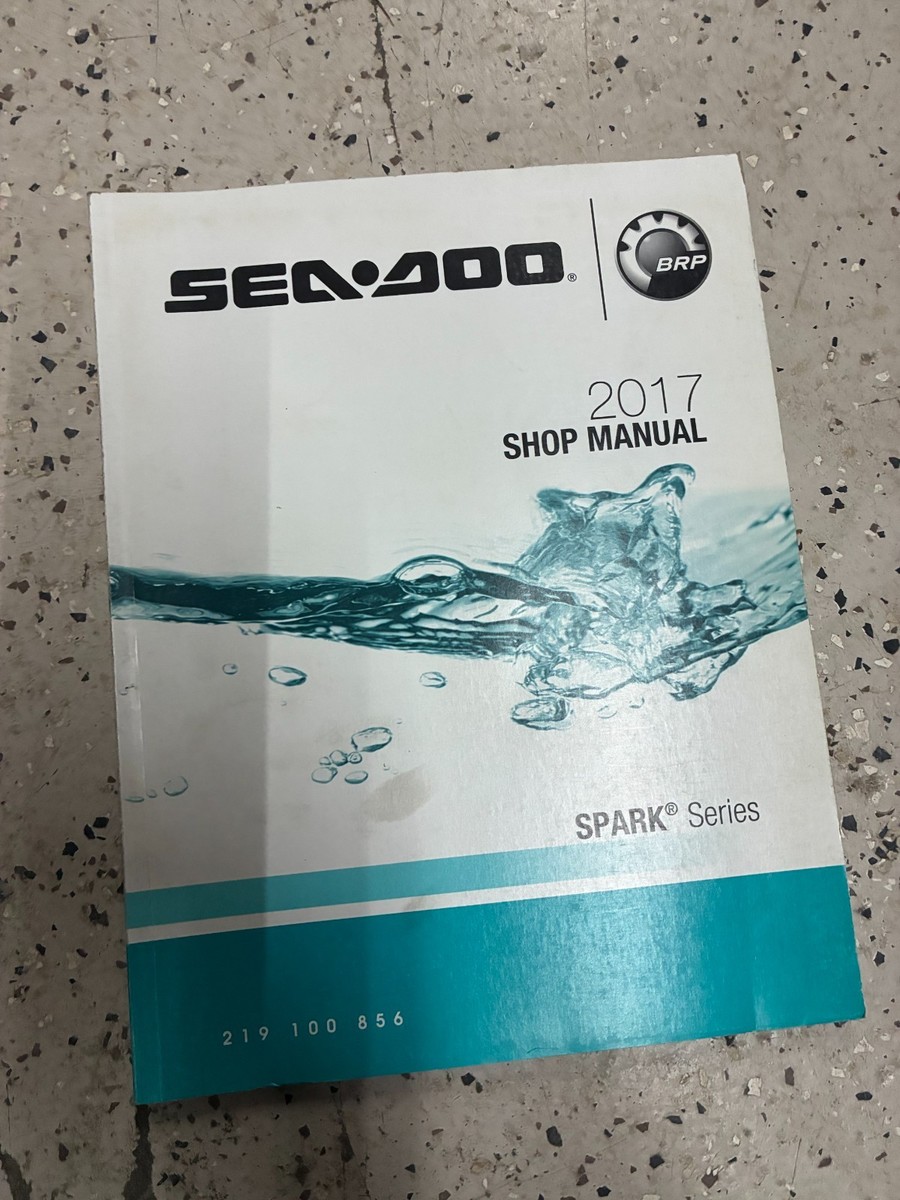 SEA-DOO®
BRP
2017
SHOP MANUAL
SPARK® Series
219 100 856